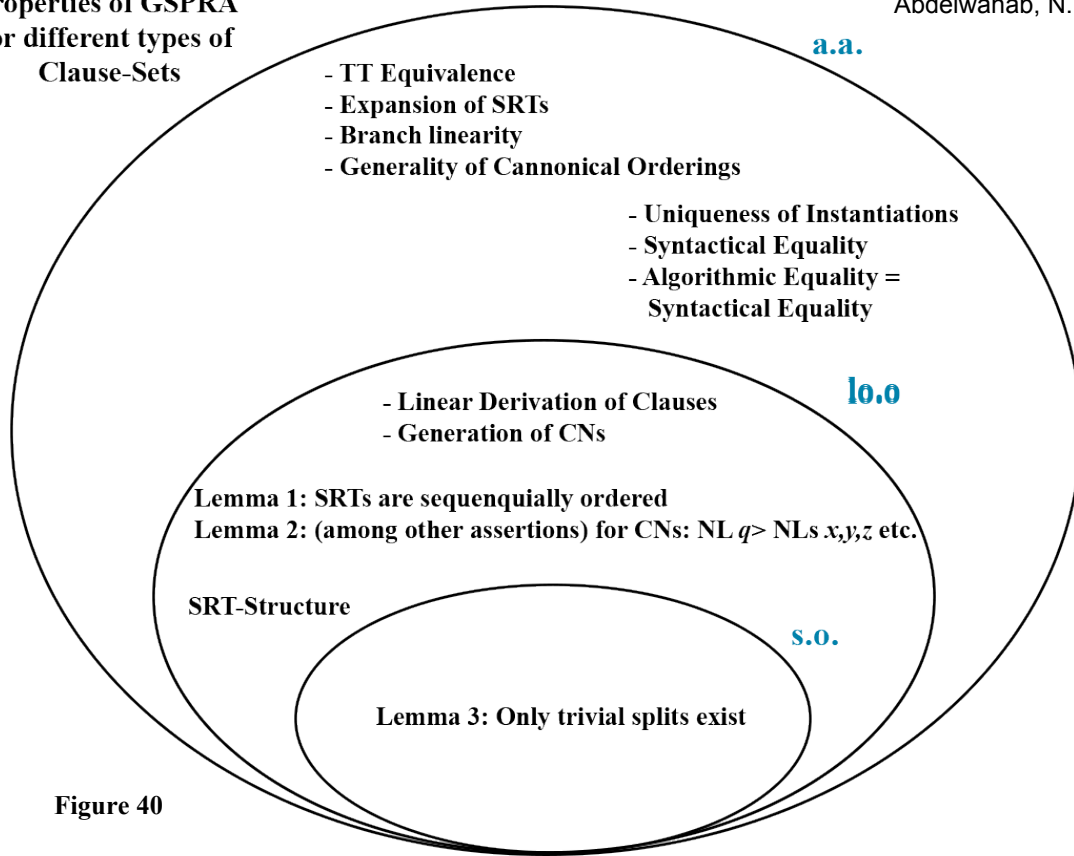 Properties of GSPRA
for different types of
Clause-Sets
Abdelwahab, N.
a.a.
- TT Equivalence
- Expansion of SRTs
- Branch linearity
- Generality of Cannonical Orderings
- Uniqueness of Instantiations
- Syntactical Equality
- Algorithmic Equality =
Syntactical Equality
lo.o
- Linear Derivation of Clauses
- Generation of CNs
Lemma 1: SRTs are sequenquially ordered
Lemma 2: (among other assertions) for CNs: NL q> NLs x,y,z etc.
SRT-Structure
s.o.
Lemma 3: Only trivial splits exist
Figure 40